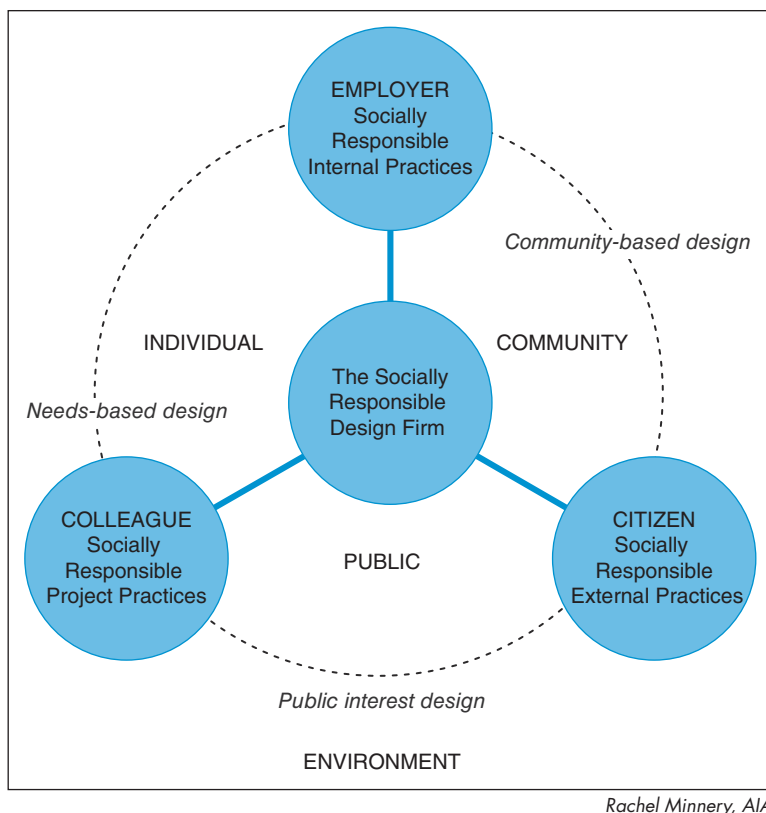 EMPLOYER
Socially
Responsible
Internal Practices
Community-based design
INDIVIDUAL
COMMUNITY
The Socially
Responsible
Design Firm
Needs-based design
COLLEAGUE
Socially
Responsible
Project Practices
PUBLIC
CITIZEN
Socially
Responsible
External Practices
Public interest design
ENVIRONMENT
Rachel Minnery, AIA